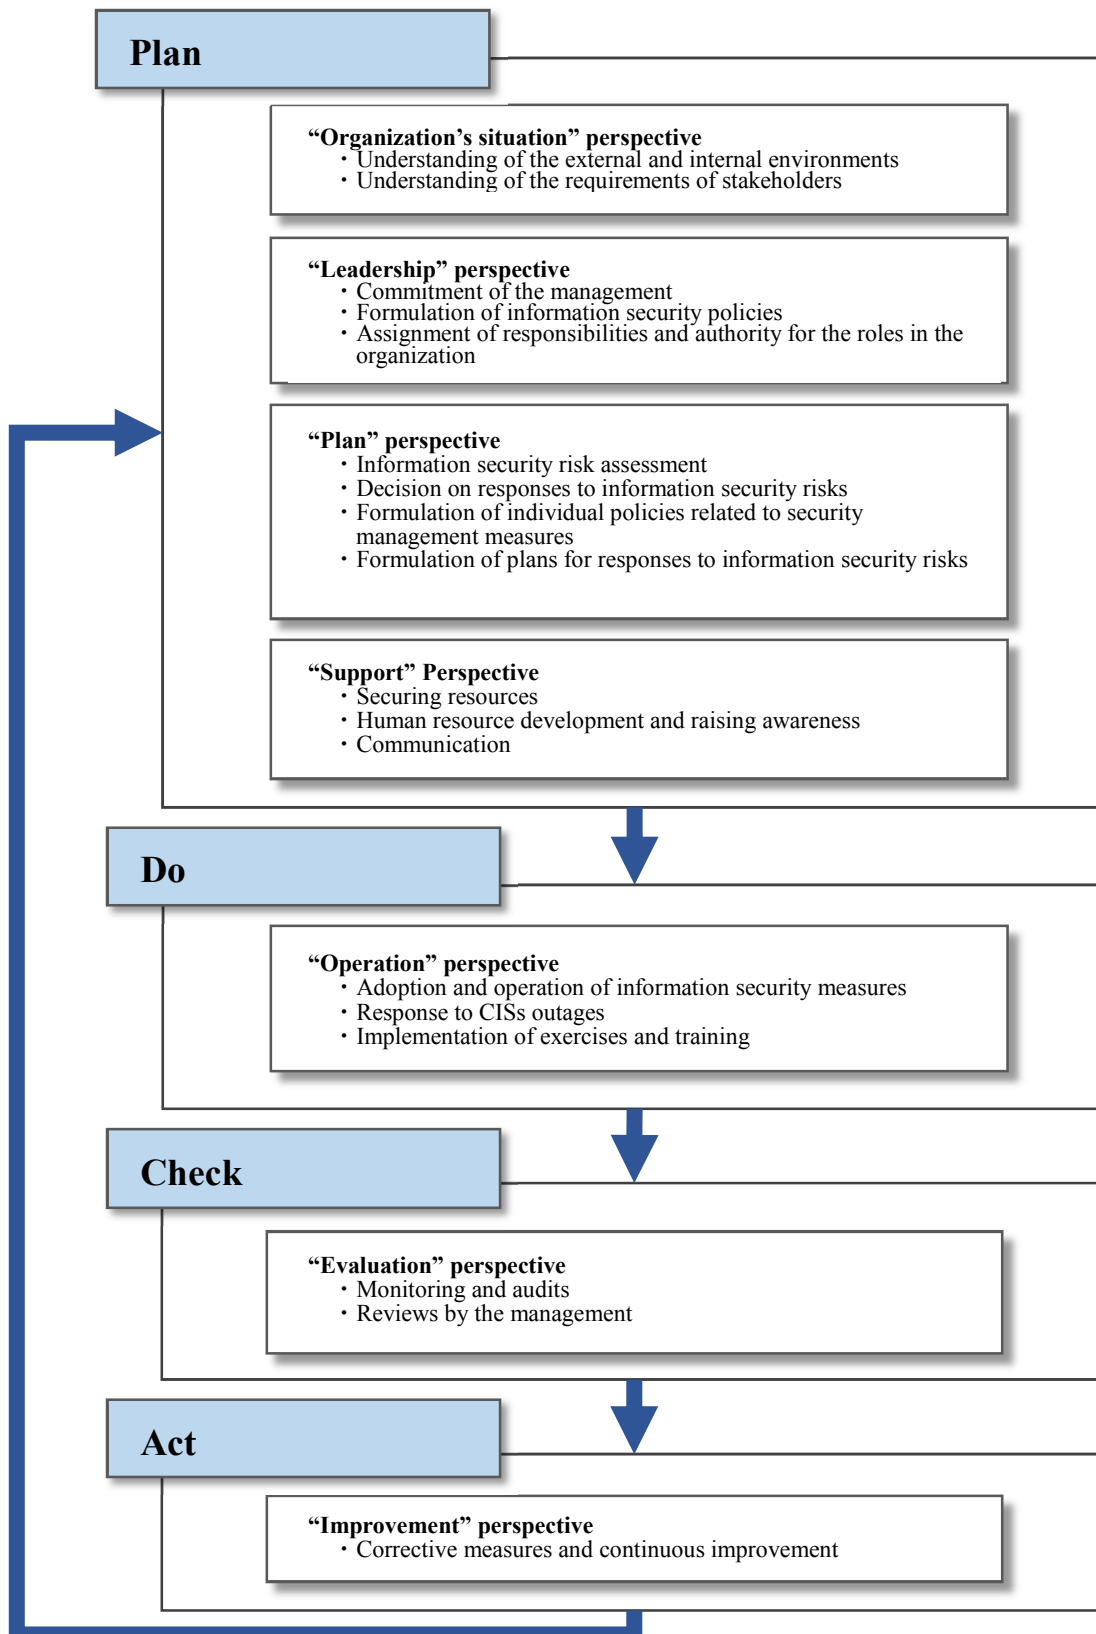 Plan
“Organization’s situation” perspective
・Understanding of the external and internal environments
・Understanding of the requirements of stakeholders
“Leadership” perspective
・Commitment of the management
・Formulation of information security policies
・Assignment of responsibilities and authority for the roles in the
organization
“Plan” perspective
・Information security risk assessment
・Decision on responses to information security risks
・Formulation of individual policies related to security
management measures
・Formulation of plans for responses to information security risks
“Support” Perspective
・Securing resources
・Human resource development and raising awareness
・Communication
Do
“Operation” perspective
・Adoption and operation of information security measures
・Response to CISs outages
・Implementation of exercises and training
Check
“Evaluation” perspective
・Monitoring and audits
・Reviews by the management
Act
“Improvement” perspective
・Corrective measures and continuous improvement